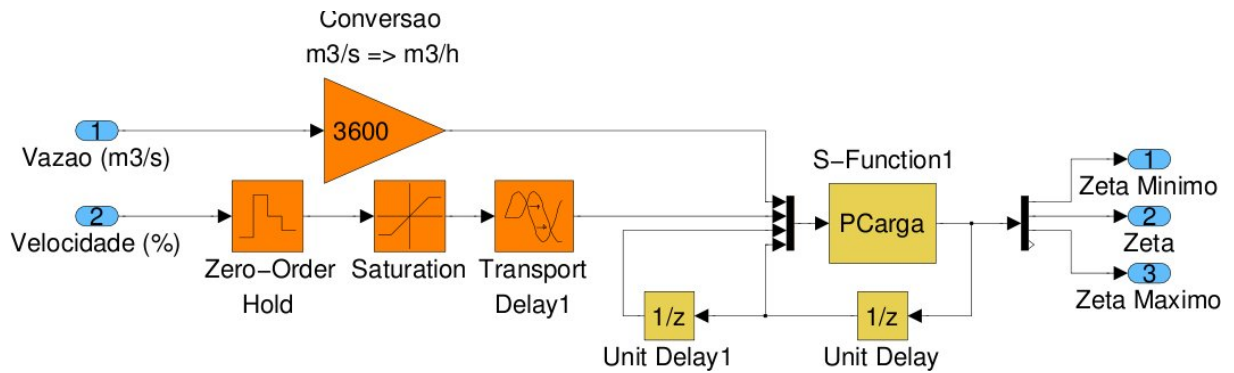 Conversao
m3/s => m3/h
1
3600
Vazao (m3/s)
S-Function1
1
Zeta Minimo
2
Velocidade (%)
PCarga
2
Zeta
Zero-Order
Hold
Saturation
Transport
Delay1
3
Zeta Maximo
1/z
Unit Delay1
1/z
Unit Delay